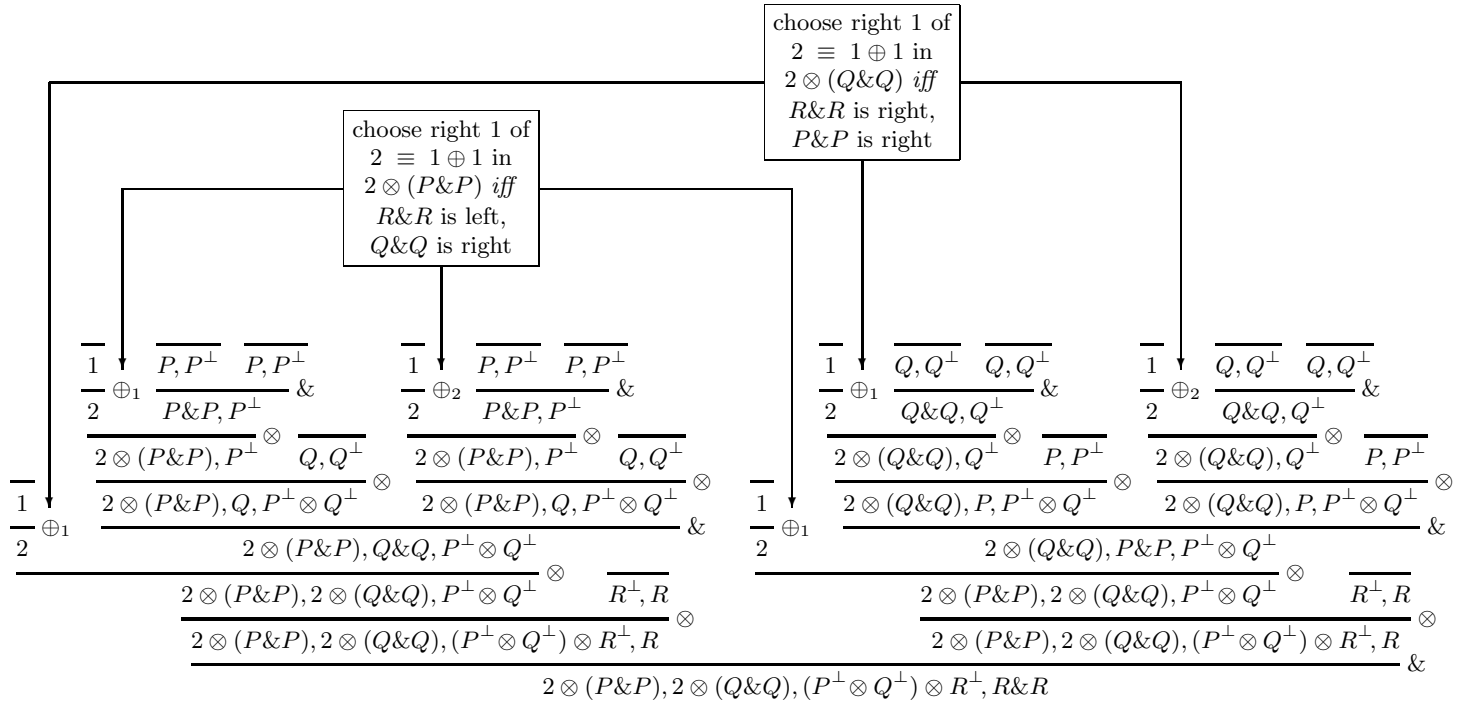 choose right 1 of
2 ≡ 1 ⊕ 1 in
2 ⊗ (Q&Q) iff
R&R is right,
P&P is right
choose right 1 of
2 ≡ 1 ⊕ 1 in
2 ⊗ (P&P) iff
R&R is left,
Q&Q is right
1 P, P⊥ P, P⊥ 1 P, P⊥ P, P⊥ 1 Q, Q⊥ Q, Q⊥ 1 Q, Q⊥ Q, Q⊥
⊕1 & ⊕2 & ⊕1 & ⊕2 &
2 P&P, P⊥ 2 P&P, P⊥ 2 Q&Q, Q⊥ 2 Q&Q, Q⊥
⊗ ⊗ ⊗ ⊗
2 ⊗ (P&P), P⊥ Q, Q⊥ 2 ⊗ (P&P), P⊥ Q, Q⊥ 2 ⊗ (Q&Q), Q⊥ P, P⊥ 2 ⊗ (Q&Q), Q⊥ P, P⊥
⊗ ⊗ ⊗ ⊗
1 2 ⊗ (P&P), Q, P⊥ ⊗ Q⊥ 2 ⊗ (P&P), Q, P⊥ ⊗ Q⊥ 1 2 ⊗ (Q&Q), P, P⊥ ⊗ Q⊥ 2 ⊗ (Q&Q), P, P⊥ ⊗ Q⊥
⊕1 & ⊕1 &
2 2 ⊗ (P&P), Q&Q, P⊥ ⊗ Q⊥ 2 2 ⊗ (Q&Q), P&P, P⊥ ⊗ Q⊥
⊗ ⊗
2 ⊗ (P&P), 2 ⊗ (Q&Q), P⊥ ⊗ Q⊥ R⊥, R 2 ⊗ (P&P), 2 ⊗ (Q&Q), P⊥ ⊗ Q⊥ R⊥, R
⊗ ⊗
2 ⊗ (P&P), 2 ⊗ (Q&Q), (P⊥ ⊗ Q⊥) ⊗ R⊥, R 2 ⊗ (P&P), 2 ⊗ (Q&Q), (P⊥ ⊗ Q⊥) ⊗ R⊥, R
&
2 ⊗ (P&P), 2 ⊗ (Q&Q), (P⊥ ⊗ Q⊥) ⊗ R⊥, R&R